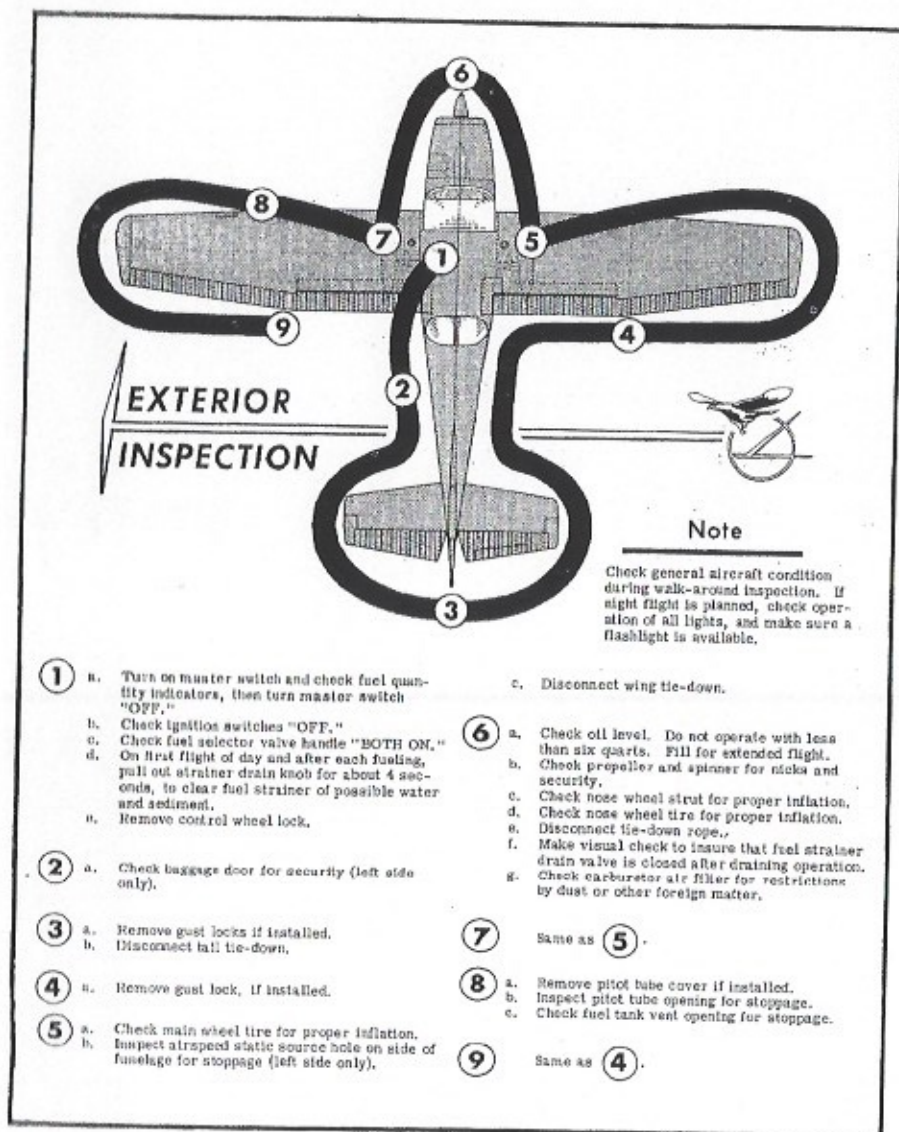 6
8
7
5
1
9
4
2
EXTERIOR
INSPECTION
3
Note
Check general aircraft condition
during walk-around inspection. If
night flight is planned, check oper-
ation of all lights, and make sure a
flashlight is available.
1 a. Turn on master switch and check fuel quan-
tity indicators, then turn master switch
"OFF."
b. Check ignition switches "OFF."
c. Check fuel selector valve handle "BOTH ON."
d. On first flight of day and after each fueling,
pull out strainer drain knob for about 4 sec-
onds, to clear fuel strainer of possible water
and sediment.
e. Remove control wheel lock.
2 a. Check baggage door for security (left side
only).
3 a. Remove gust locks if installed.
b. Disconnect tail tie-down.
4 a. Remove gust lock, if installed.
5 a. Check main wheel tire for proper inflation.
b. Inspect airspeed static source hole on side of
fuselage for stoppage (left side only).
c. Disconnect wing tie-down.
6 a. Check oil level. Do not operate with less
than six quarts. Fill for extended flight.
b. Check propeller and spinner for nicks and
security.
c. Check nose wheel strut for proper inflation.
d. Check nose wheel tire for proper inflation.
e. Disconnect tie-down rope.
f. Make visual check to insure that fuel strainer
drain valve is closed after draining operation.
g. Check carburetor air filter for restrictions
by dust or other foreign matter.
7 Same as 5.
8 a. Remove pitot tube cover if installed.
b. Inspect pitot tube opening for stoppage.
c. Check fuel tank vent opening for stoppage.
9 Same as 4.